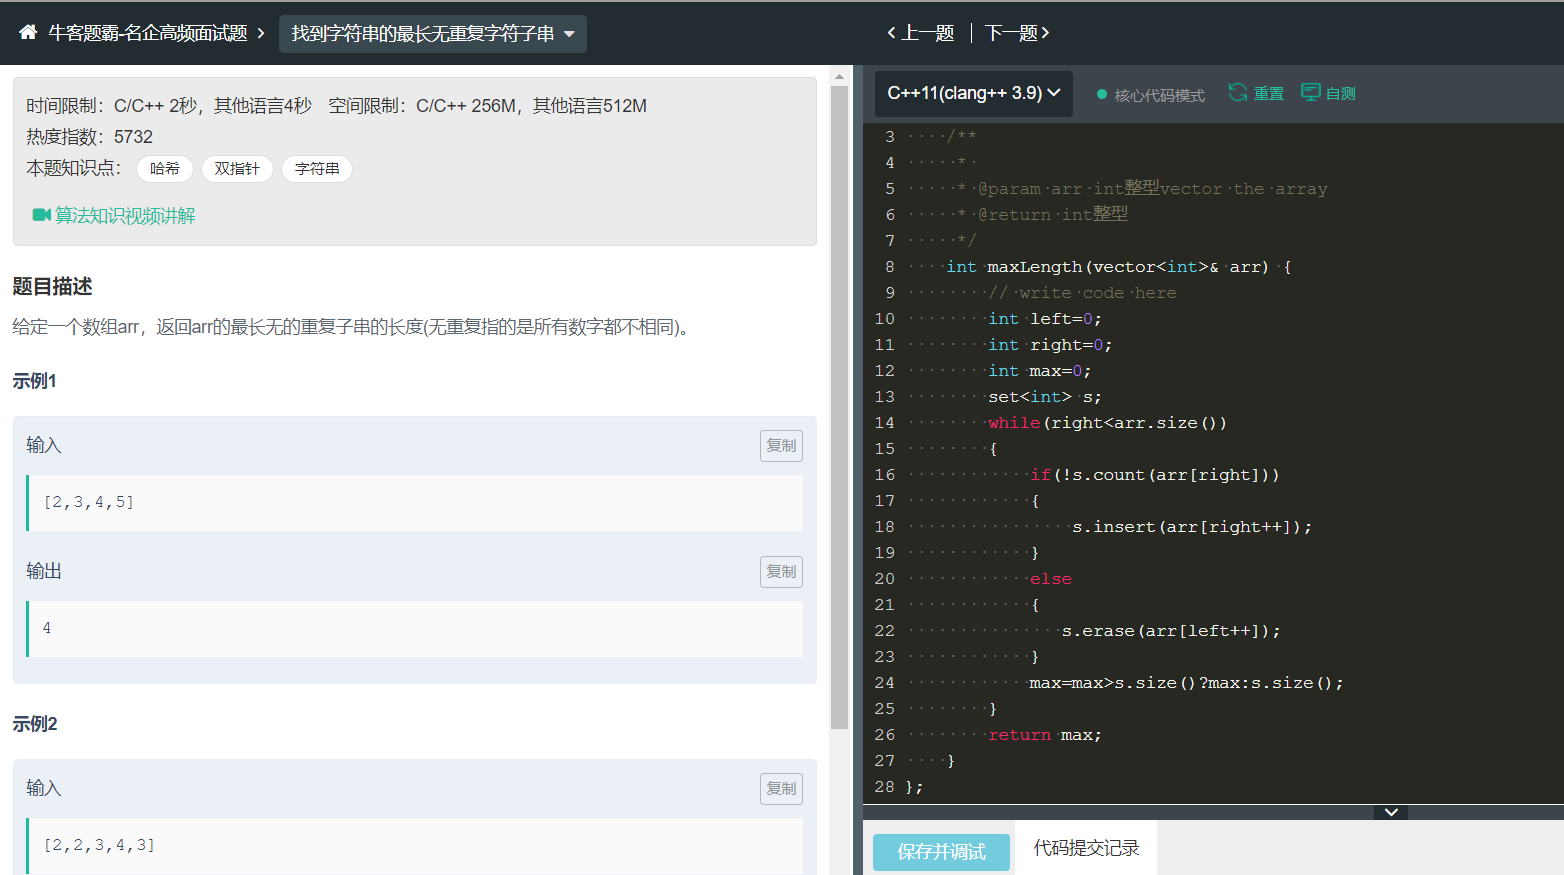 牛客题霸-名企高频面试题 > 找到字符串的最长无重复字符子串
上一题 | 下一题
时间限制：C/C++ 2秒，其他语言4秒 空间限制：C/C++ 256M，其他语言512M
热度指数：5732
本题知识点： 哈希 双指针 字符串
算法知识视频讲解
题目描述
给定一个数组arr，返回arr的最长无的重复子串的长度(无重复指的是所有数字都不相同)。
示例1
输入
复制
[2,3,4,5]
输出
复制
4
示例2
输入
复制
[2,2,3,4,3]
C++11(clang++ 3.9) 核心代码模式 重置 自测
3 /**
4 *
5 * @param arr int整型vector the array
6 * @return int整型
7 */
8 int maxLength(vector<int>& arr) {
9 // write code here
10 int left=0;
11 int right=0;
12 int max=0;
13 set<int> s;
14 while(right<arr.size())
15 {
16 if(!s.count(arr[right]))
17 {
18 s.insert(arr[right++]);
19 }
20 else
21 {
22 s.erase(arr[left++]);
23 }
24 max=max>s.size()?max:s.size();
25 }
26 return max;
27 }
28 };
保存并调试 代码提交记录